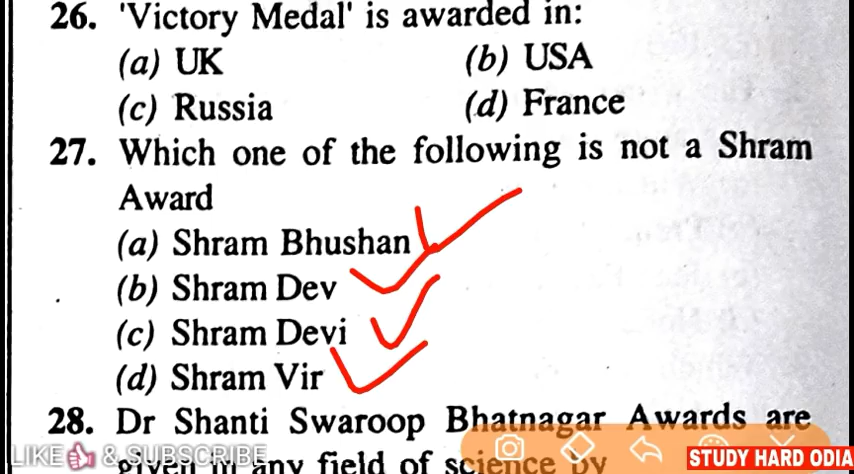 26. 'Victory Medal' is awarded in:
(a) UK (b) USA
(c) Russia (d) France
27. Which one of the following is not a Shram
Award
(a) Shram Bhushan
(b) Shram Dev
(c) Shram Devi
(d) Shram Vir
28. Dr Shanti Swaroop Bhatnagar Awards are
given in any field of science by
LIKE & SUBSCRIBE
STUDY HARD ODIA